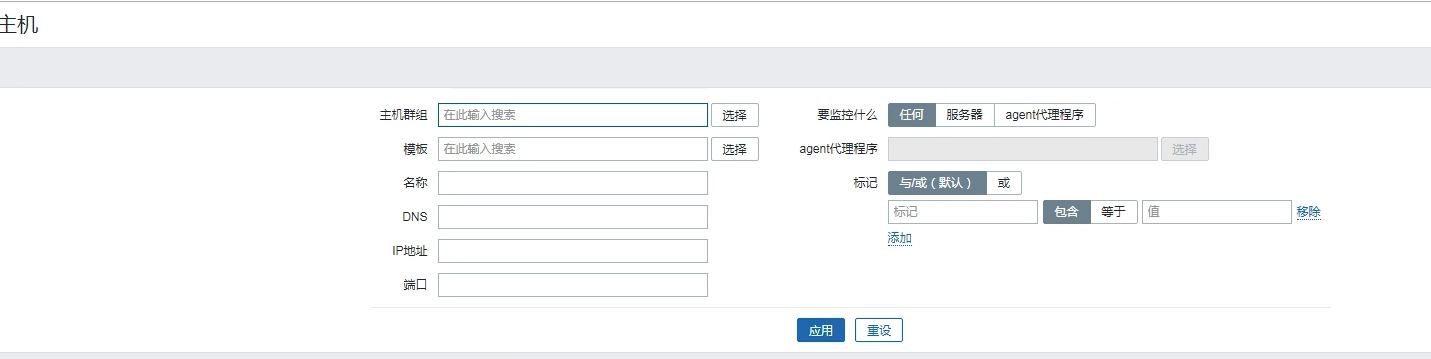 主机
主机群组 在此输入搜索 选择 要监控什么 任何 服务器 agent代理程序
模板 在此输入搜索 选择 agent代理程序 选择
名称 标记 与/或（默认） 或
标记 包含 等于 值 移除
DNS
添加
IP地址
端口
应用 重设